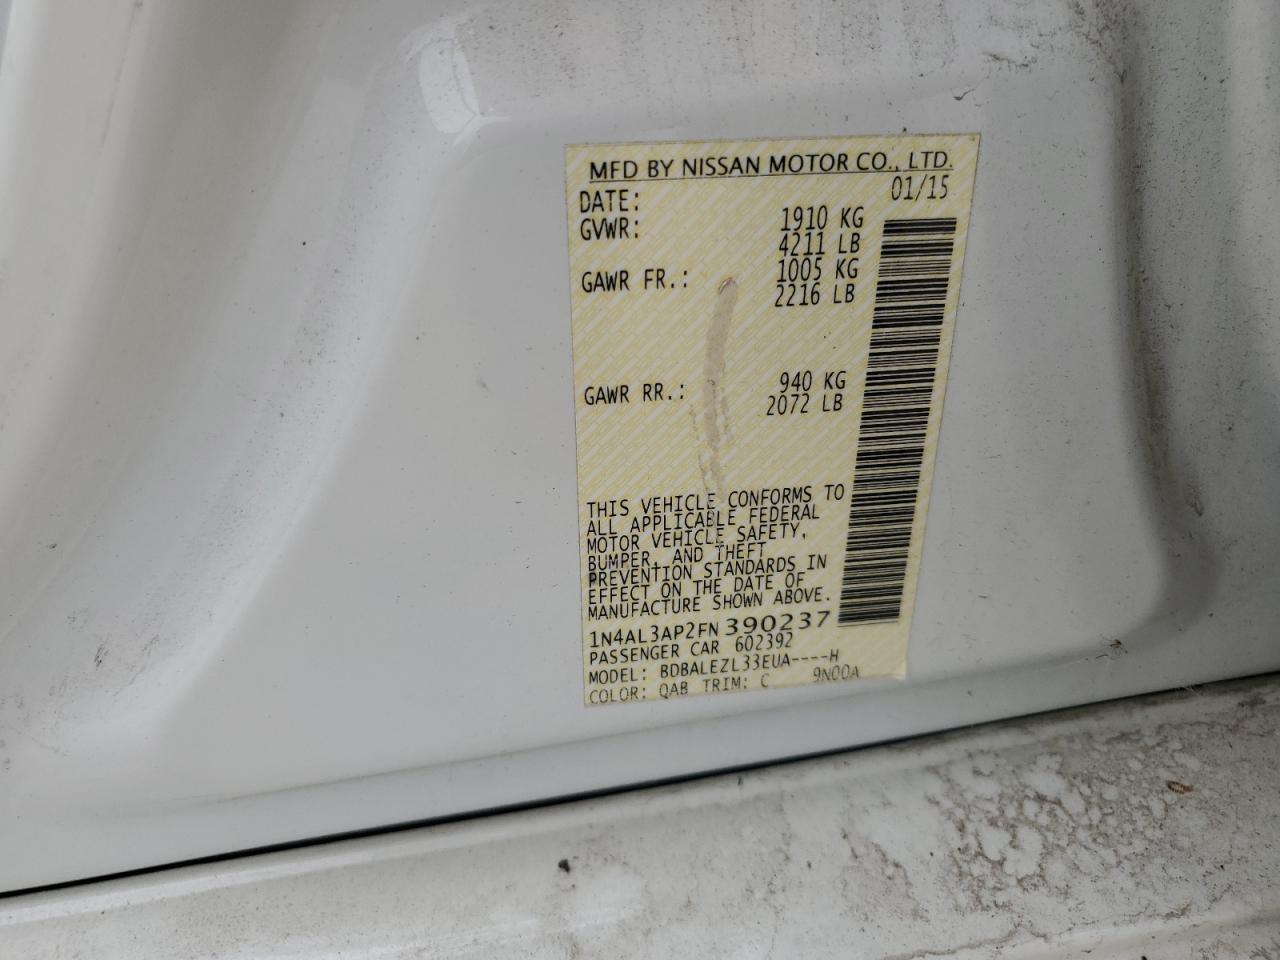 MFD BY NISSAN MOTOR CO., LTD.
DATE: 01/15
GVWR: 1910 KG
4211 LB
GAWR FR.: 1005 KG
2216 LB
GAWR RR.: 940 KG
2072 LB
THIS VEHICLE CONFORMS TO
ALL APPLICABLE FEDERAL
MOTOR VEHICLE SAFETY,
BUMPER, AND THEFT
PREVENTION STANDARDS IN
EFFECT ON THE DATE OF
MANUFACTURE SHOWN ABOVE.
1N4AL3AP2FN390237
PASSENGER CAR 602392
MODEL: BDBALEZL33EUA----H
COLOR: QAB TRIM: C 9N00A